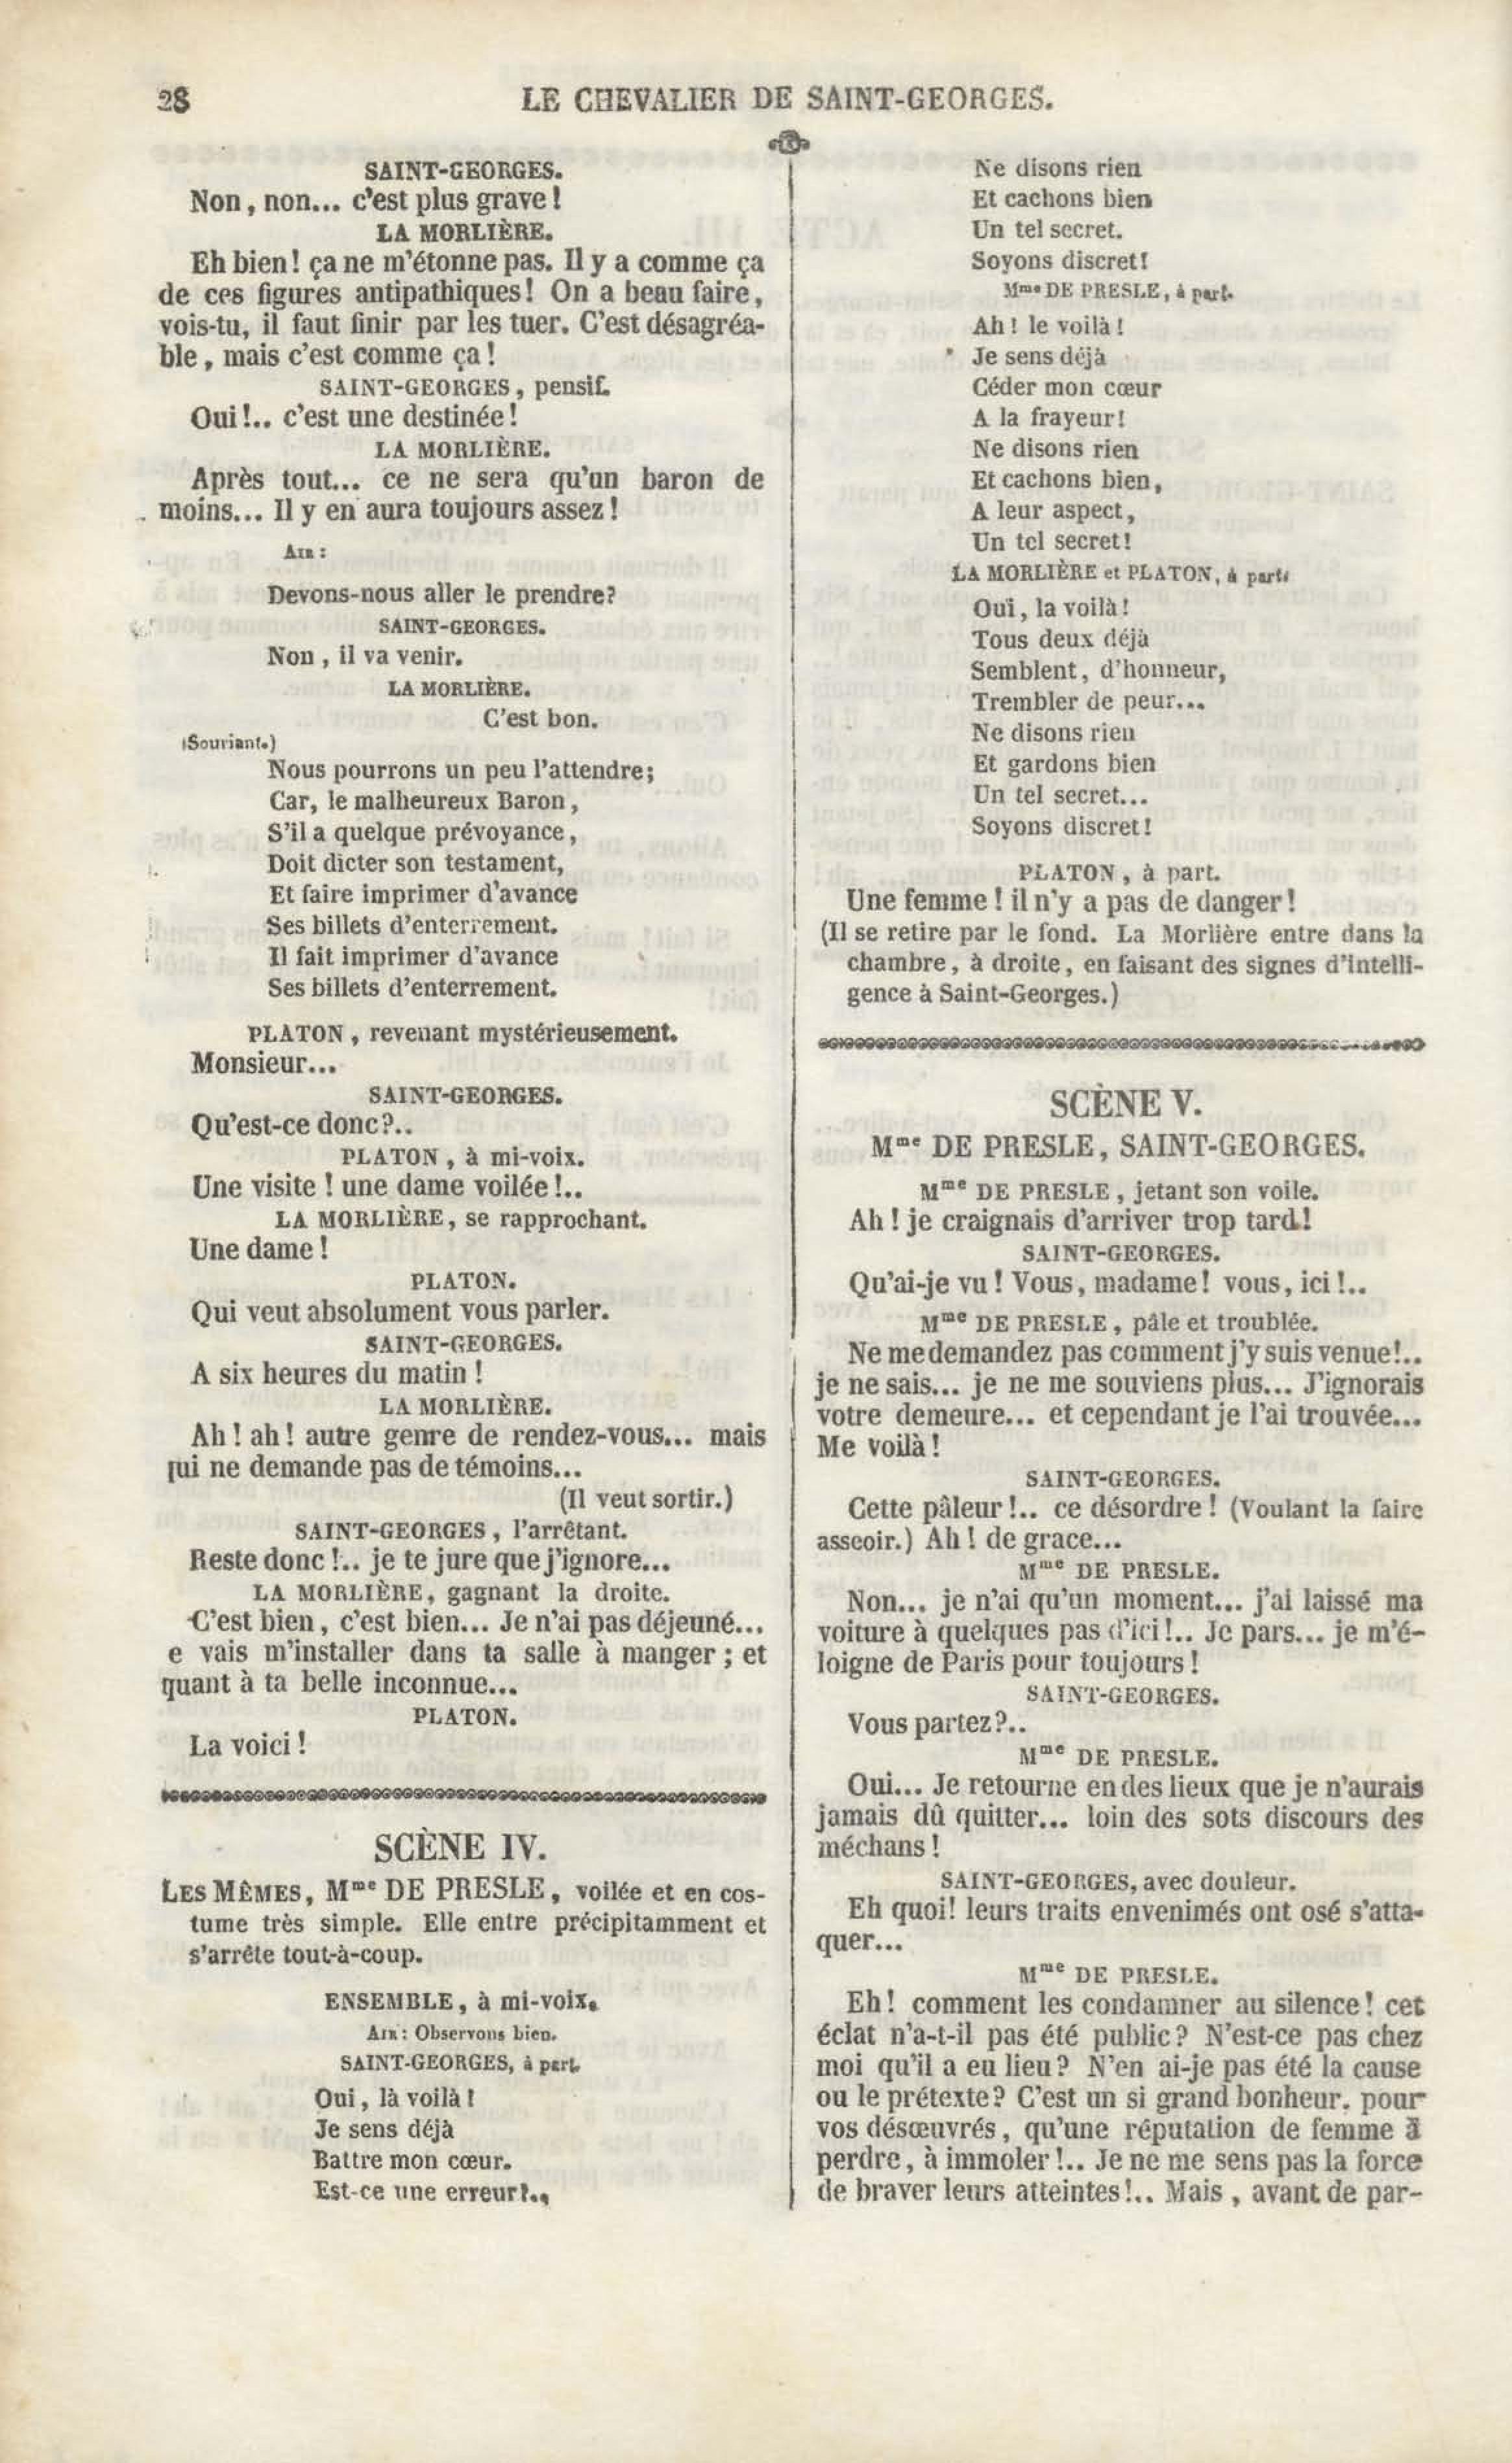 28
LE CHEVALIER DE SAINT-GEORGES.
SAINT-GEORGES.
Non, non... c'est plus grave!
LA MORLIÈRE.
Eh bien! ça ne m'étonne pas. Il y a comme ça
de ces figures antipathiques! On a beau faire,
vois-tu, il faut finir par les tuer. C'est désagréa-
ble, mais c'est comme ça!
SAINT-GEORGES, pensif.
Oui!.. c'est une destinée!
LA MORLIÈRE.
Après tout... ce ne sera qu'un baron de
moins... Il y en aura toujours assez!
AIR:
Devons-nous aller le prendre?
SAINT-GEORGES.
Non, il va venir.
LA MORLIÈRE.
C'est bon.
(Souriant.)
Nous pourrons un peu l'attendre;
Car, le malheureux Baron,
S'il a quelque prévoyance,
Doit dicter son testament,
Et faire imprimer d'avance
Ses billets d'enterrement.
Il fait imprimer d'avance
Ses billets d'enterrement.
PLATON, revenant mystérieusement.
Monsieur...
SAINT-GEORGES.
Qu'est-ce donc?..
PLATON, à mi-voix.
Une visite! une dame voilée!..
LA MORLIÈRE, se rapprochant.
Une dame!
PLATON.
Qui veut absolument vous parler.
SAINT-GEORGES.
A six heures du matin!
LA MORLIÈRE.
Ah! ah! autre genre de rendez-vous... mais
qui ne demande pas de témoins...
(Il veut sortir.)
SAINT-GEORGES, l'arrêtant.
Reste donc!.. je te jure que j'ignore...
LA MORLIÈRE, gagnant la droite.
C'est bien, c'est bien... Je n'ai pas déjeuné...
e vais m'installer dans ta salle à manger; et
quant à ta belle inconnue...
PLATON.
La voici!
SCÈNE IV.
LES MÊMES, Mme DE PRESLE, voilée et en cos-
tume très simple. Elle entre précipitamment et
s'arrête tout-à-coup.
ENSEMBLE, à mi-voix.
AIR: Observons bien.
SAINT-GEORGES, à part.
Oui, là voilà!
Je sens déjà
Battre mon cœur.
Est-ce une erreur!..
Ne disons rien
Et cachons bien
Un tel secret.
Soyons discret!
Mme DE PRESLE, à part.
Ah! le voilà!
Je sens déjà
Céder mon cœur
A la frayeur!
Ne disons rien
Et cachons bien,
A leur aspect,
Un tel secret!
LA MORLIÈRE et PLATON, à part.
Oui, la voilà!
Tous deux déjà
Semblent, d'honneur,
Trembler de peur...
Ne disons rien
Et gardons bien
Un tel secret...
Soyons discret!
PLATON, à part.
Une femme! il n'y a pas de danger!
(Il se retire par le fond. La Morlière entre dans la
chambre, à droite, en faisant des signes d'intelli-
gence à Saint-Georges.)
SCÈNE V.
Mme DE PRESLE, SAINT-GEORGES.
Mme DE PRESLE, jetant son voile.
Ah! je craignais d'arriver trop tard!
SAINT-GEORGES.
Qu'ai-je vu! Vous, madame! vous, ici!..
Mme DE PRESLE, pâle et troublée.
Ne me demandez pas comment j'y suis venue!..
je ne sais... je ne me souviens plus... J'ignorais
votre demeure... et cependant je l'ai trouvée...
Me voilà!
SAINT-GEORGES.
Cette pâleur!.. ce désordre! (Voulant la faire
asseoir.) Ah! de grace...
Mme DE PRESLE.
Non... je n'ai qu'un moment... j'ai laissé ma
voiture à quelques pas d'ici!.. Je pars... je m'é-
loigne de Paris pour toujours!
SAINT-GEORGES.
Vous partez?..
Mme DE PRESLE.
Oui... Je retourne en des lieux que je n'aurais
jamais dû quitter... loin des sots discours des
méchans!
SAINT-GEORGES, avec douleur.
Eh quoi! leurs traits envenimés ont osé s'atta-
quer...
Mme DE PRESLE.
Eh! comment les condamner au silence! cet
éclat n'a-t-il pas été public? N'est-ce pas chez
moi qu'il a eu lieu? N'en ai-je pas été la cause
ou le prétexte? C'est un si grand bonheur, pour
vos désœuvrés, qu'une réputation de femme à
perdre, à immoler!.. Je ne me sens pas la force
de braver leurs atteintes!.. Mais, avant de par-